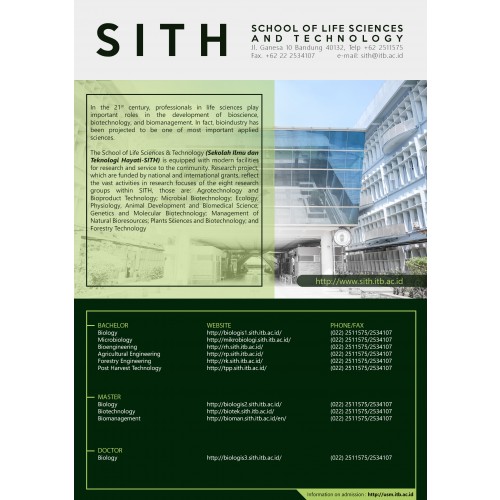 SITH
SCHOOL OF LIFE SCIENCES
AND TECHNOLOGY
Jl. Ganesa 10 Bandung 40132, Telp +62 2511575
Fax. +62 22 2534107 e-mail: sith@itb.ac.id
In the 21st century, professionals in life sciences play
important roles in the development of bioscience,
biotechnology, and biomanagement. In fact, bioindustry has
been projected to be one of most important applied
sciences.
The School of Life Sciences & Technology (Sekolah Ilmu dan
Teknologi Hayati-SITH) is equipped with modern facilities
for research and service to the community. Research project,
which are funded by national and international grants, reflect
the vast activities in research focuses of the eight research
groups within SITH, those are: Agrotechnology and
Bioproduct Technology; Microbial Biotechnology; Ecology;
Physiology, Animal Development and Biomedical Science;
Genetics and Molecular Biotechnology; Management of
Natural Bioresources; Plants Sciences and Biotechnology; and
Forestry Technology
http://www.sith.itb.ac.id
BACHELOR WEBSITE PHONE/FAX
Biology http://biologis1.sith.itb.ac.id/ (022) 2511575/2534107
Microbiology http://mikrobiologi.sith.itb.ac.id/ (022) 2511575/2534107
Bioengineering http://rh.sith.itb.ac.id/ (022) 2511575/2534107
Agricultural Engineering http://rp.sith.itb.ac.id/ (022) 2511575/2534107
Forestry Engineering http://rk.sith.itb.ac.id/ (022) 2511575/2534107
Post Harvest Technology http://tpp.sith.itb.ac.id/ (022) 2511575/2534107
MASTER
Biology http://biologis2.sith.itb.ac.id/ (022) 2511575/2534107
Biotechnology http://biotek.sith.itb.ac.id/ (022) 2511575/2534107
Biomanagement http://bioman.sith.itb.ac.id/en/ (022) 2511575/2534107
DOCTOR
Biology http://biologis3.sith.itb.ac.id/ (022) 2511575/2534107
Information on admission : http://usm.itb.ac.id